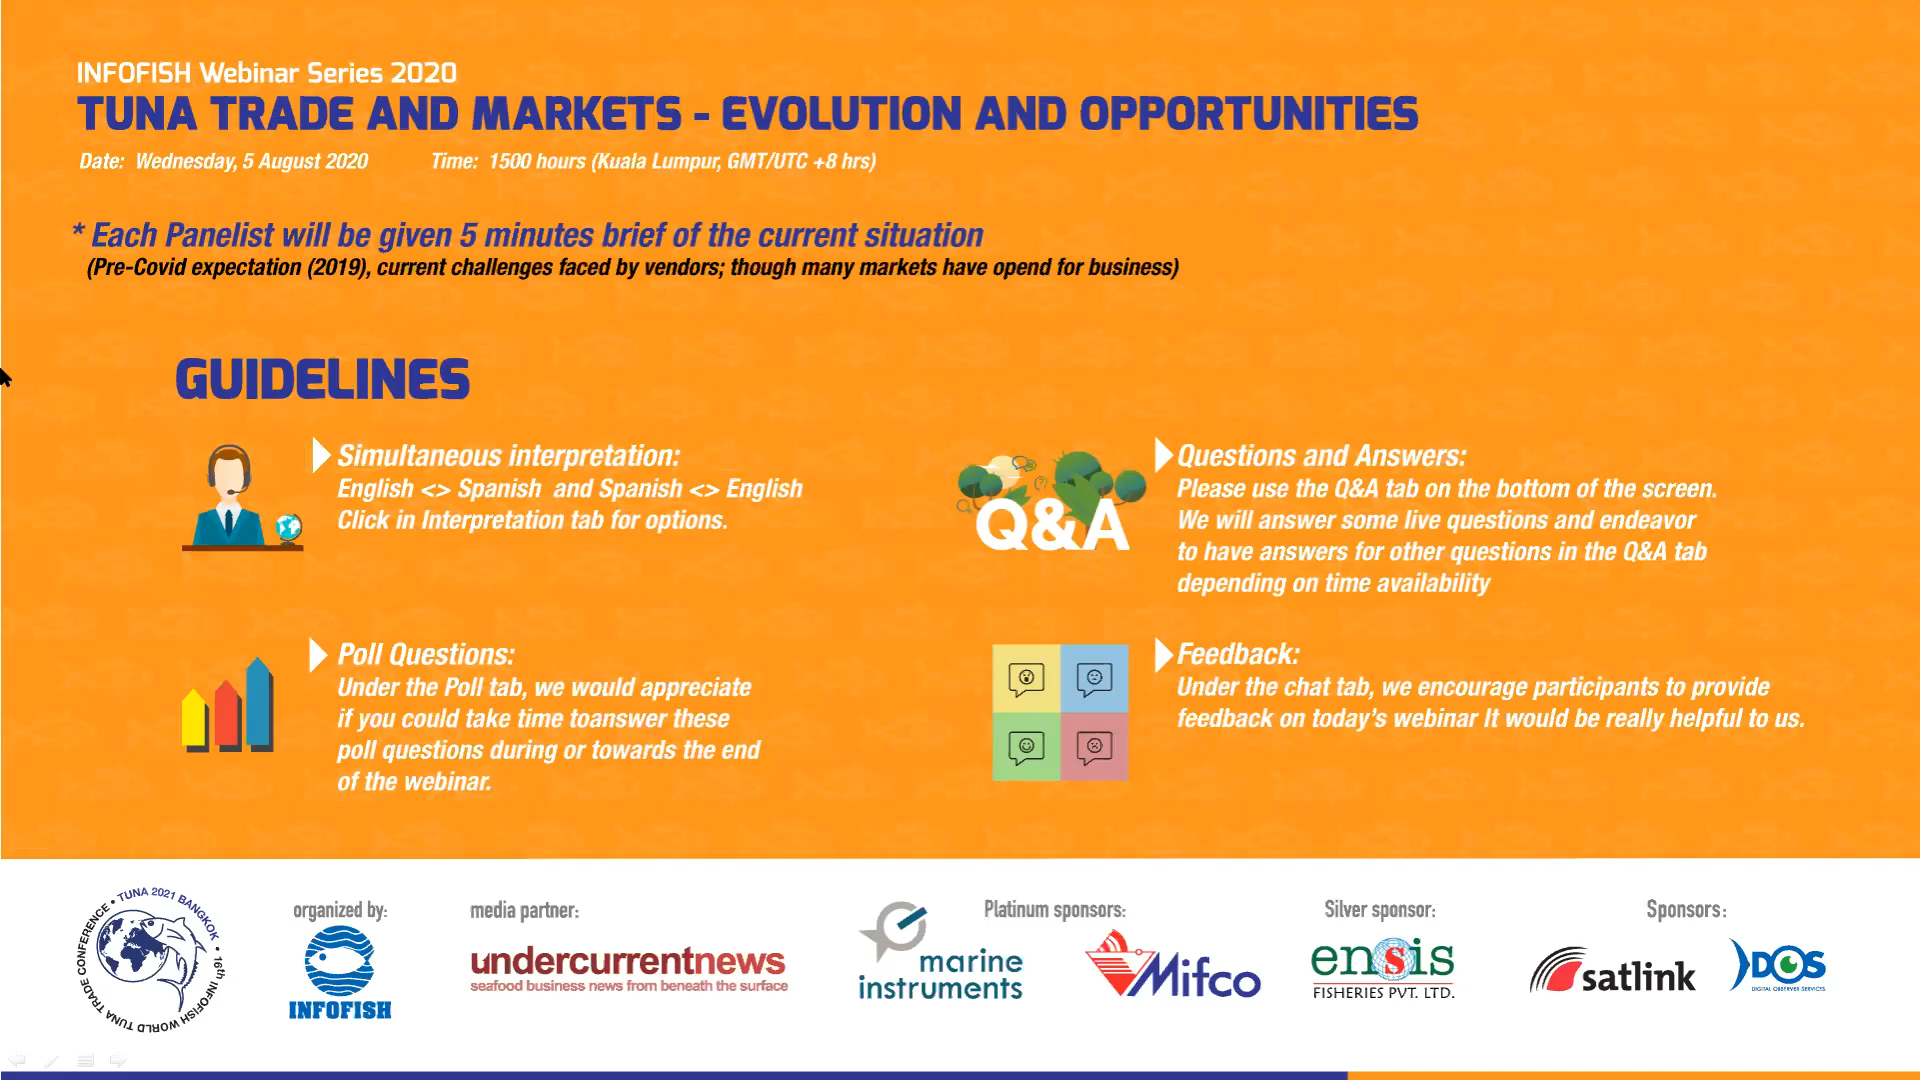 INFOFISH Webinar Series 2020
TUNA TRADE AND MARKETS - EVOLUTION AND OPPORTUNITIES
Date: Wednesday, 5 August 2020 Time: 1500 hours (Kuala Lumpur, GMT/UTC +8 hrs)
* Each Panelist will be given 5 minutes brief of the current situation
(Pre-Covid expectation (2019), current challenges faced by vendors; though many markets have opend for business)
GUIDELINES
Simultaneous interpretation:
English <> Spanish and Spanish <> English
Click in Interpretation tab for options.
Q&A
Questions and Answers:
Please use the Q&A tab on the bottom of the screen.
We will answer some live questions and endeavor
to have answers for other questions in the Q&A tab
depending on time availability
Poll Questions:
Under the Poll tab, we would appreciate
if you could take time toanswer these
poll questions during or towards the end
of the webinar.
Feedback:
Under the chat tab, we encourage participants to provide
feedback on today's webinar It would be really helpful to us.
16th INFOFISH WORLD TUNA TRADE CONFERENCE • TUNA 2021 BANGKOK •
organized by:
INFOFISH
media partner:
undercurrentnews
seafood business news from beneath the surface
Platinum sponsors:
marine
instruments
Mifco
Silver sponsor:
ensis
FISHERIES PVT. LTD.
Sponsors:
satlink
DOS
DIGITAL OBSERVER SERVICES